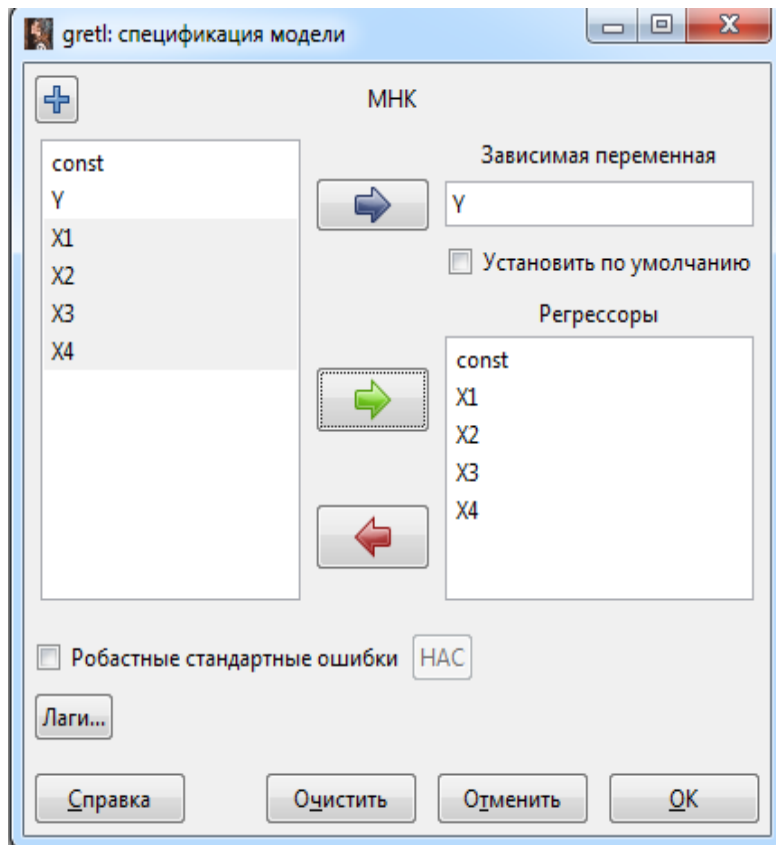 gretl: спецификация модели
МНК
const
Y
X1
X2
X3
X4
Зависимая переменная
Y
Установить по умолчанию
Регрессоры
const
X1
X2
X3
X4
Робастные стандартные ошибки HAC
Лаги...
Справка Очистить Отменить OK